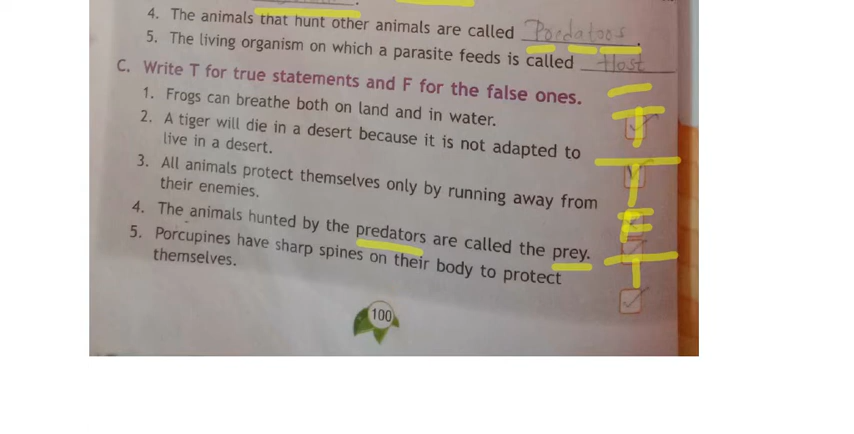 4. The animals that hunt other animals are called Predatoos.
5. The living organism on which a parasite feeds is called Host
C. Write T for true statements and F for the false ones.
1. Frogs can breathe both on land and in water. T
2. A tiger will die in a desert because it is not adapted to
live in a desert. T
3. All animals protect themselves only by running away from
their enemies. F
4. The animals hunted by the predators are called the prey. T
5. Porcupines have sharp spines on their body to protect
themselves.
100